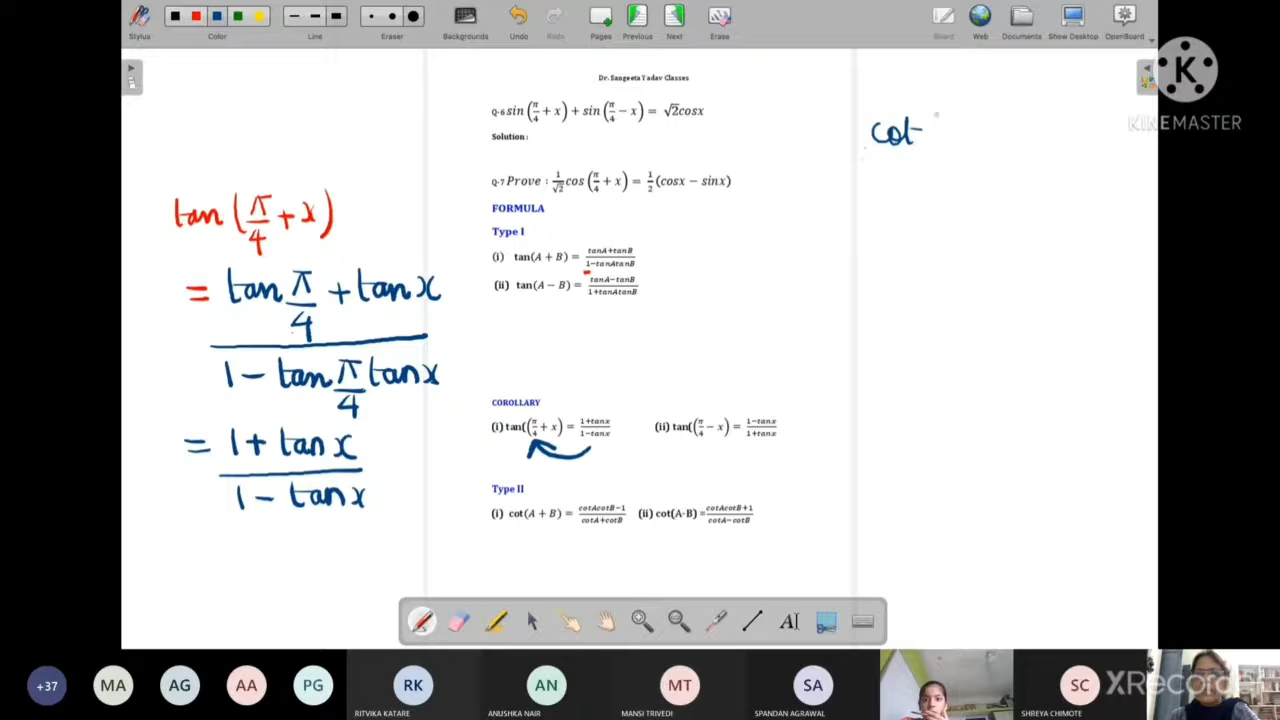 Stylus
Color
Line
Eraser
Backgrounds
Undo
Redo
Pages
Previous
Next
Erase
Board
Web
Documents
Show Desktop
OpenBoard
K
KINEMASTER
Dr. Sangeeta Yadav Classes
Q-6 sin (π/4 + x) + sin (π/4 − x) = √2cosx
Solution :
Q-7 Prove : 1/√2 cos (π/4 + x) = 1/2 (cosx − sinx)
FORMULA
Type I
(i) tan(A + B) = tanA+tanB / 1−tanAtanB
(ii) tan(A − B) = tanA−tanB / 1+tanAtanB
COROLLARY
(i) tan((π/4 + x) = 1+tanx / 1−tanx (ii) tan((π/4 − x) = 1−tanx / 1+tanx
Type II
(i) cot(A + B) = cotAcotB−1 / cotA+cotB (ii) cot(A-B) = cotAcotB+1 / cotA−cotB
tan (π/4 + x)
= tan π/4 + tan x
1 − tan π/4 tan x
= 1 + tan x
1 − tan x
cot
AI
+37
MA
AG
AA
PG
RK
RITVIKA KATARE
AN
ANUSHKA NAIR
MT
MANSI TRIVEDI
SA
SPANDAN AGRAWAL
SC
SHREYA CHIMOTE
XRecorder